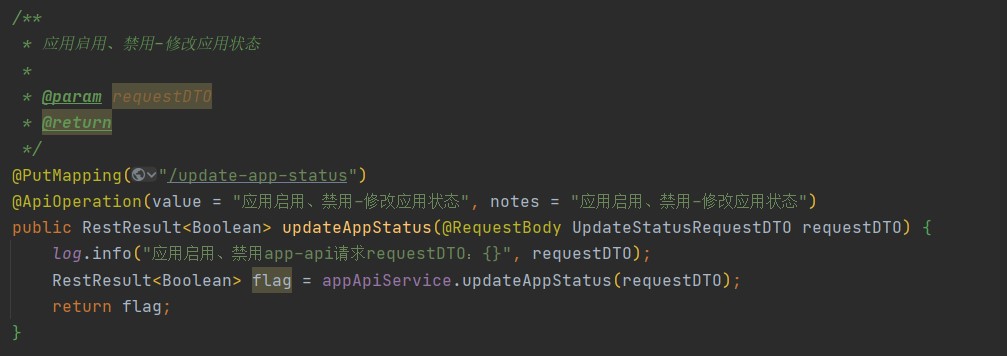 /**
 * 应用启用、禁用-修改应用状态
 *
 * @param requestDTO
 * @return
 */
@PutMapping("/update-app-status")
@ApiOperation(value = "应用启用、禁用-修改应用状态", notes = "应用启用、禁用-修改应用状态")
public RestResult<Boolean> updateAppStatus(@RequestBody UpdateStatusRequestDTO requestDTO) {
    log.info("应用启用、禁用app-api请求requestDTO：{}", requestDTO);
    RestResult<Boolean> flag = appApiService.updateAppStatus(requestDTO);
    return flag;
}